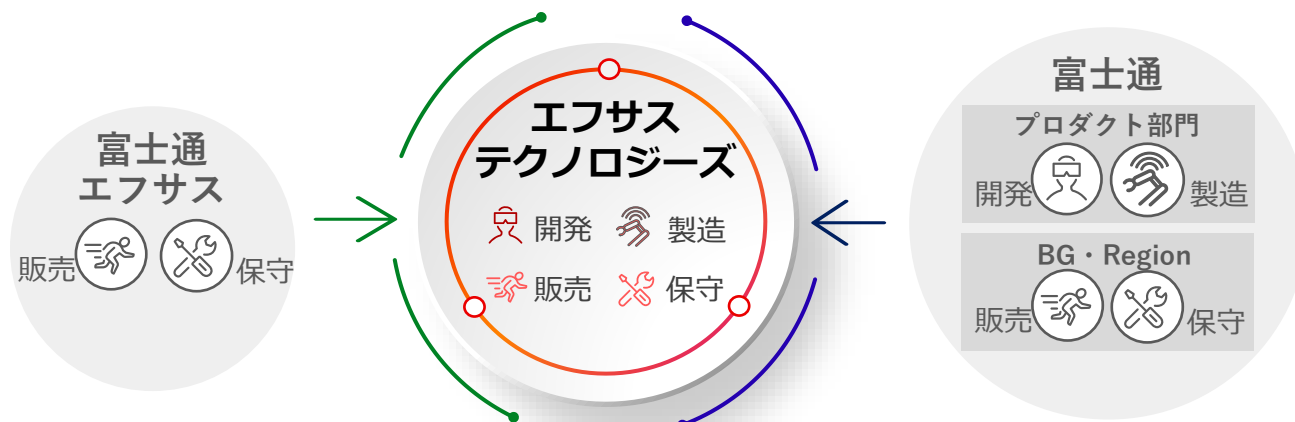 富士通
エフサス
販売
保守
エフサス
テクノロジーズ
開発
製造
販売
保守
富士通
プロダクト部門
開発
製造
BG・Region
販売
保守